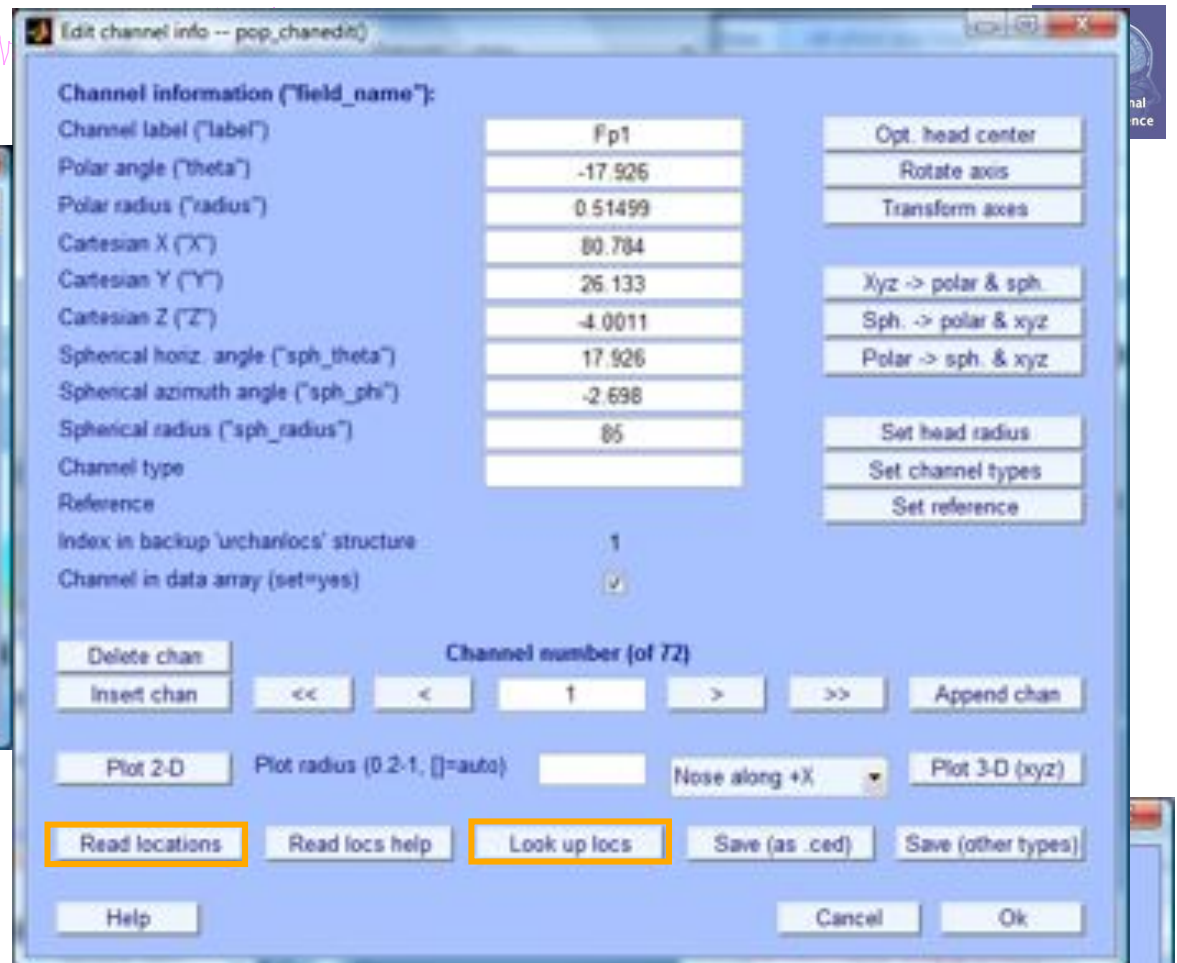 Edit channel info -- pop_chanedit()
Channel information ("field_name"):
Channel label ("label") Fp1 Opt. head center
Polar angle ("theta") -17.926 Rotate axis
Polar radius ("radius") 0.51499 Transform axes
Cartesian X ("X") 80.784
Cartesian Y ("Y") 26.133 Xyz -> polar & sph.
Cartesian Z ("Z") -4.0011 Sph. -> polar & xyz
Spherical horiz. angle ("sph_theta") 17.926 Polar -> sph. & xyz
Spherical azimuth angle ("sph_phi") -2.698
Spherical radius ("sph_radius") 85 Set head radius
Channel type Set channel types
Reference Set reference
Index in backup 'urchanlocs' structure 1
Channel in data array (set=yes)
Delete chan Channel number (of 72)
Insert chan << < 1 > >> Append chan
Plot 2-D Plot radius (0.2-1, []=auto) Nose along +X Plot 3-D (xyz)
Read locations Read locs help Look up locs Save (as .ced) Save (other types)
Help Cancel Ok